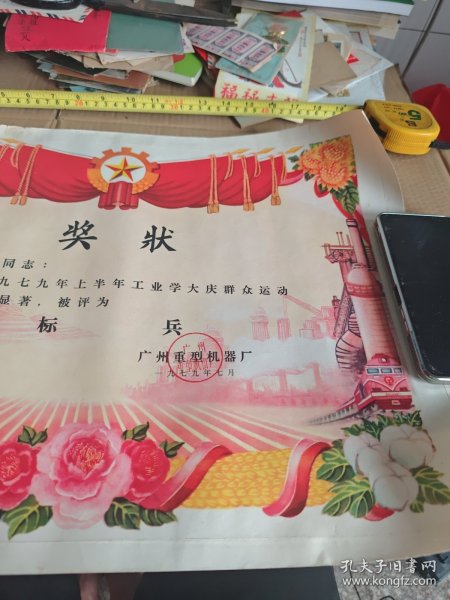 奖状
同志：
九七九年上半年工业学大庆群众运动
显著，被评为
标兵
广州重型机器厂
一九七九年七月
孔夫子旧书网
www.kongfz.com